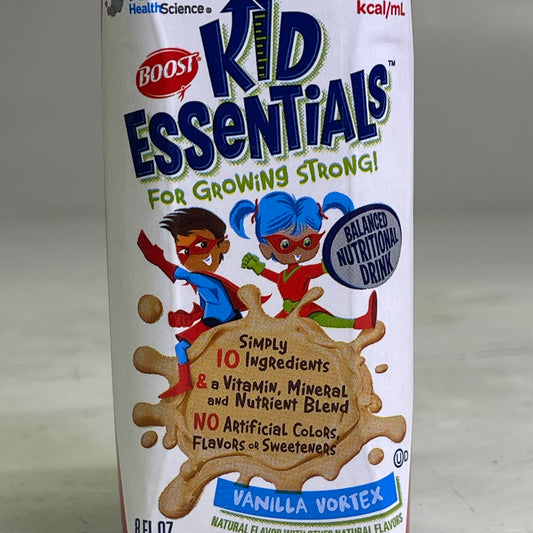 HealthScience®
kcal/mL
BOOST®
KID
ESSENTIALS™
FOR GROWING STRONG!
BALANCED
NUTRITIONAL
DRINK
SIMPLY
10 INGREDIENTS
& a VITAMIN, MINERAL
and NUTRIENT BLEND
NO ARTIFICIAL COLORS,
FLAVORS OR SWEETENERS
U D
VANILLA VORTEX
8 FL OZ
NATURAL FLAVOR WITH OTHER NATURAL FLAVORS